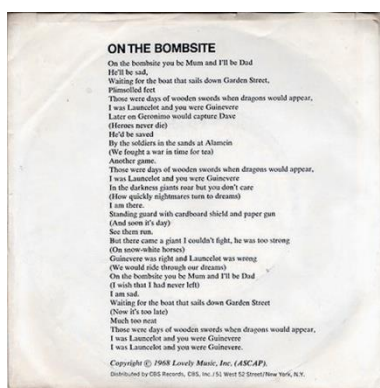 ON THE BOMBSITE
On the bombsite you be Mum and I'll be Dad
He'll be sad,
Waiting for the boat that sails down Garden Street,
Plimsolled feet
Those were days of wooden swords when dragons would appear,
I was Launcelot and you were Guinevere
Later on Geronimo would capture Dave
(Heroes never die)
He'd be saved
By the soldiers in the sands at Alamein
(We fought a war in time for tea)
Another game.
Those were days of wooden swords when dragons would appear,
I was Launcelot and you were Guinevere
In the darkness giants roar but you don't care
(How quickly nightmares turn to dreams)
I am there.
Standing guard with cardboard shield and paper gun
(And soon it's day)
See them run.
But there came a giant I couldn't fight, he was too strong
(On snow-white horses)
Guinevere was right and Launcelot was wrong
(We would ride through our dreams)
On the bombsite you be Mum and I'll be Dad
(I wish that I had never left)
I am sad.
Waiting for the boat that sails down Garden Street
(Now it's too late)
Much too neat
Those were days of wooden swords when dragons would appear,
I was Launcelot and you were Guinevere
I was Launcelot and you were Guinevere.
Copyright © 1968 Lovely Music, Inc. (ASCAP).
Distributed by CBS Records, CBS, Inc./51 West 52 Street/New York, N.Y.